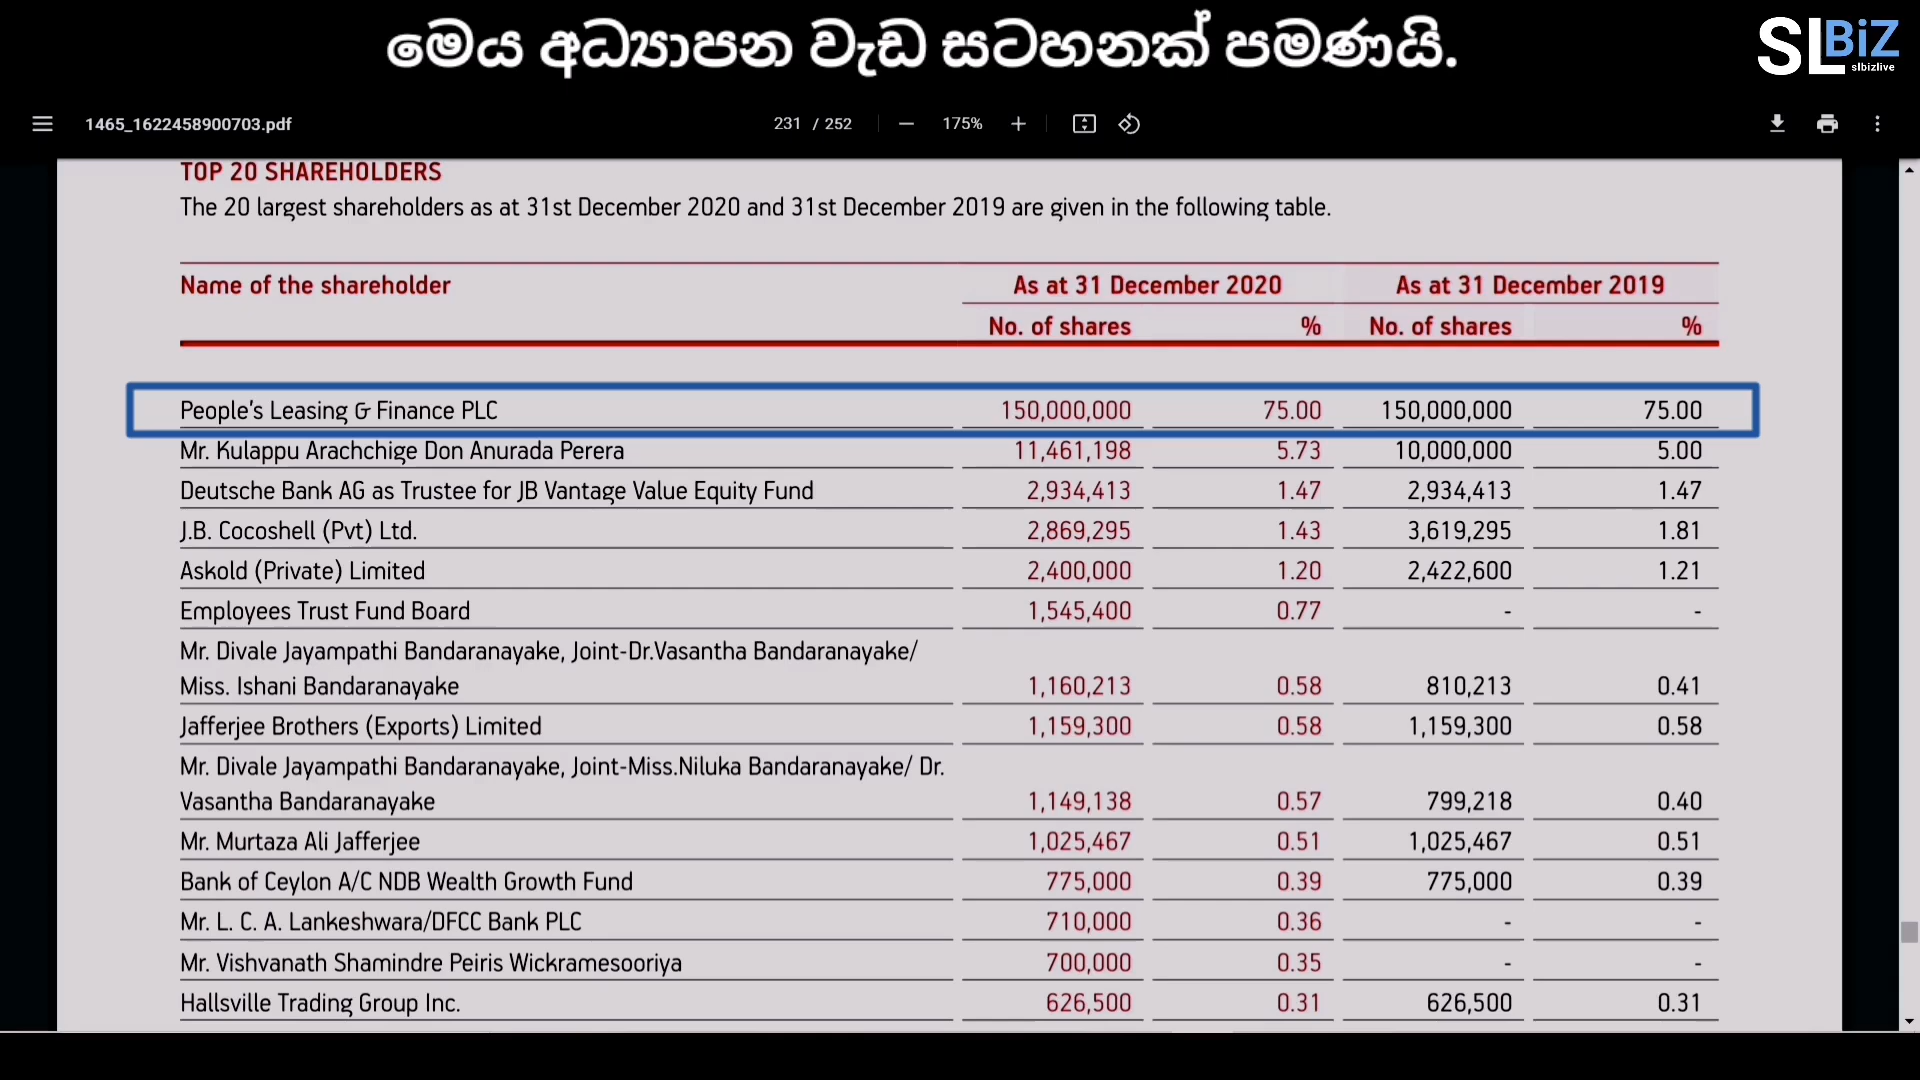 මෙය අධ්‍යාපන වැඩ සටහනක් පමණයි.
SLBiZ
slbizlive
1465_1622458900703.pdf 231 / 252 175%
TOP 20 SHAREHOLDERS
The 20 largest shareholders as at 31st December 2020 and 31st December 2019 are given in the following table.
Name of the shareholder As at 31 December 2020 As at 31 December 2019
No. of shares % No. of shares %
People's Leasing & Finance PLC 150,000,000 75.00 150,000,000 75.00
Mr. Kulappu Arachchige Don Anurada Perera 11,461,198 5.73 10,000,000 5.00
Deutsche Bank AG as Trustee for JB Vantage Value Equity Fund 2,934,413 1.47 2,934,413 1.47
J.B. Cocoshell (Pvt) Ltd. 2,869,295 1.43 3,619,295 1.81
Askold (Private) Limited 2,400,000 1.20 2,422,600 1.21
Employees Trust Fund Board 1,545,400 0.77 - -
Mr. Divale Jayampathi Bandaranayake, Joint-Dr.Vasantha Bandaranayake/
Miss. Ishani Bandaranayake 1,160,213 0.58 810,213 0.41
Jafferjee Brothers (Exports) Limited 1,159,300 0.58 1,159,300 0.58
Mr. Divale Jayampathi Bandaranayake, Joint-Miss.Niluka Bandaranayake/ Dr.
Vasantha Bandaranayake 1,149,138 0.57 799,218 0.40
Mr. Murtaza Ali Jafferjee 1,025,467 0.51 1,025,467 0.51
Bank of Ceylon A/C NDB Wealth Growth Fund 775,000 0.39 775,000 0.39
Mr. L. C. A. Lankeshwara/DFCC Bank PLC 710,000 0.36 - -
Mr. Vishvanath Shamindre Peiris Wickramesooriya 700,000 0.35 - -
Hallsville Trading Group Inc. 626,500 0.31 626,500 0.31